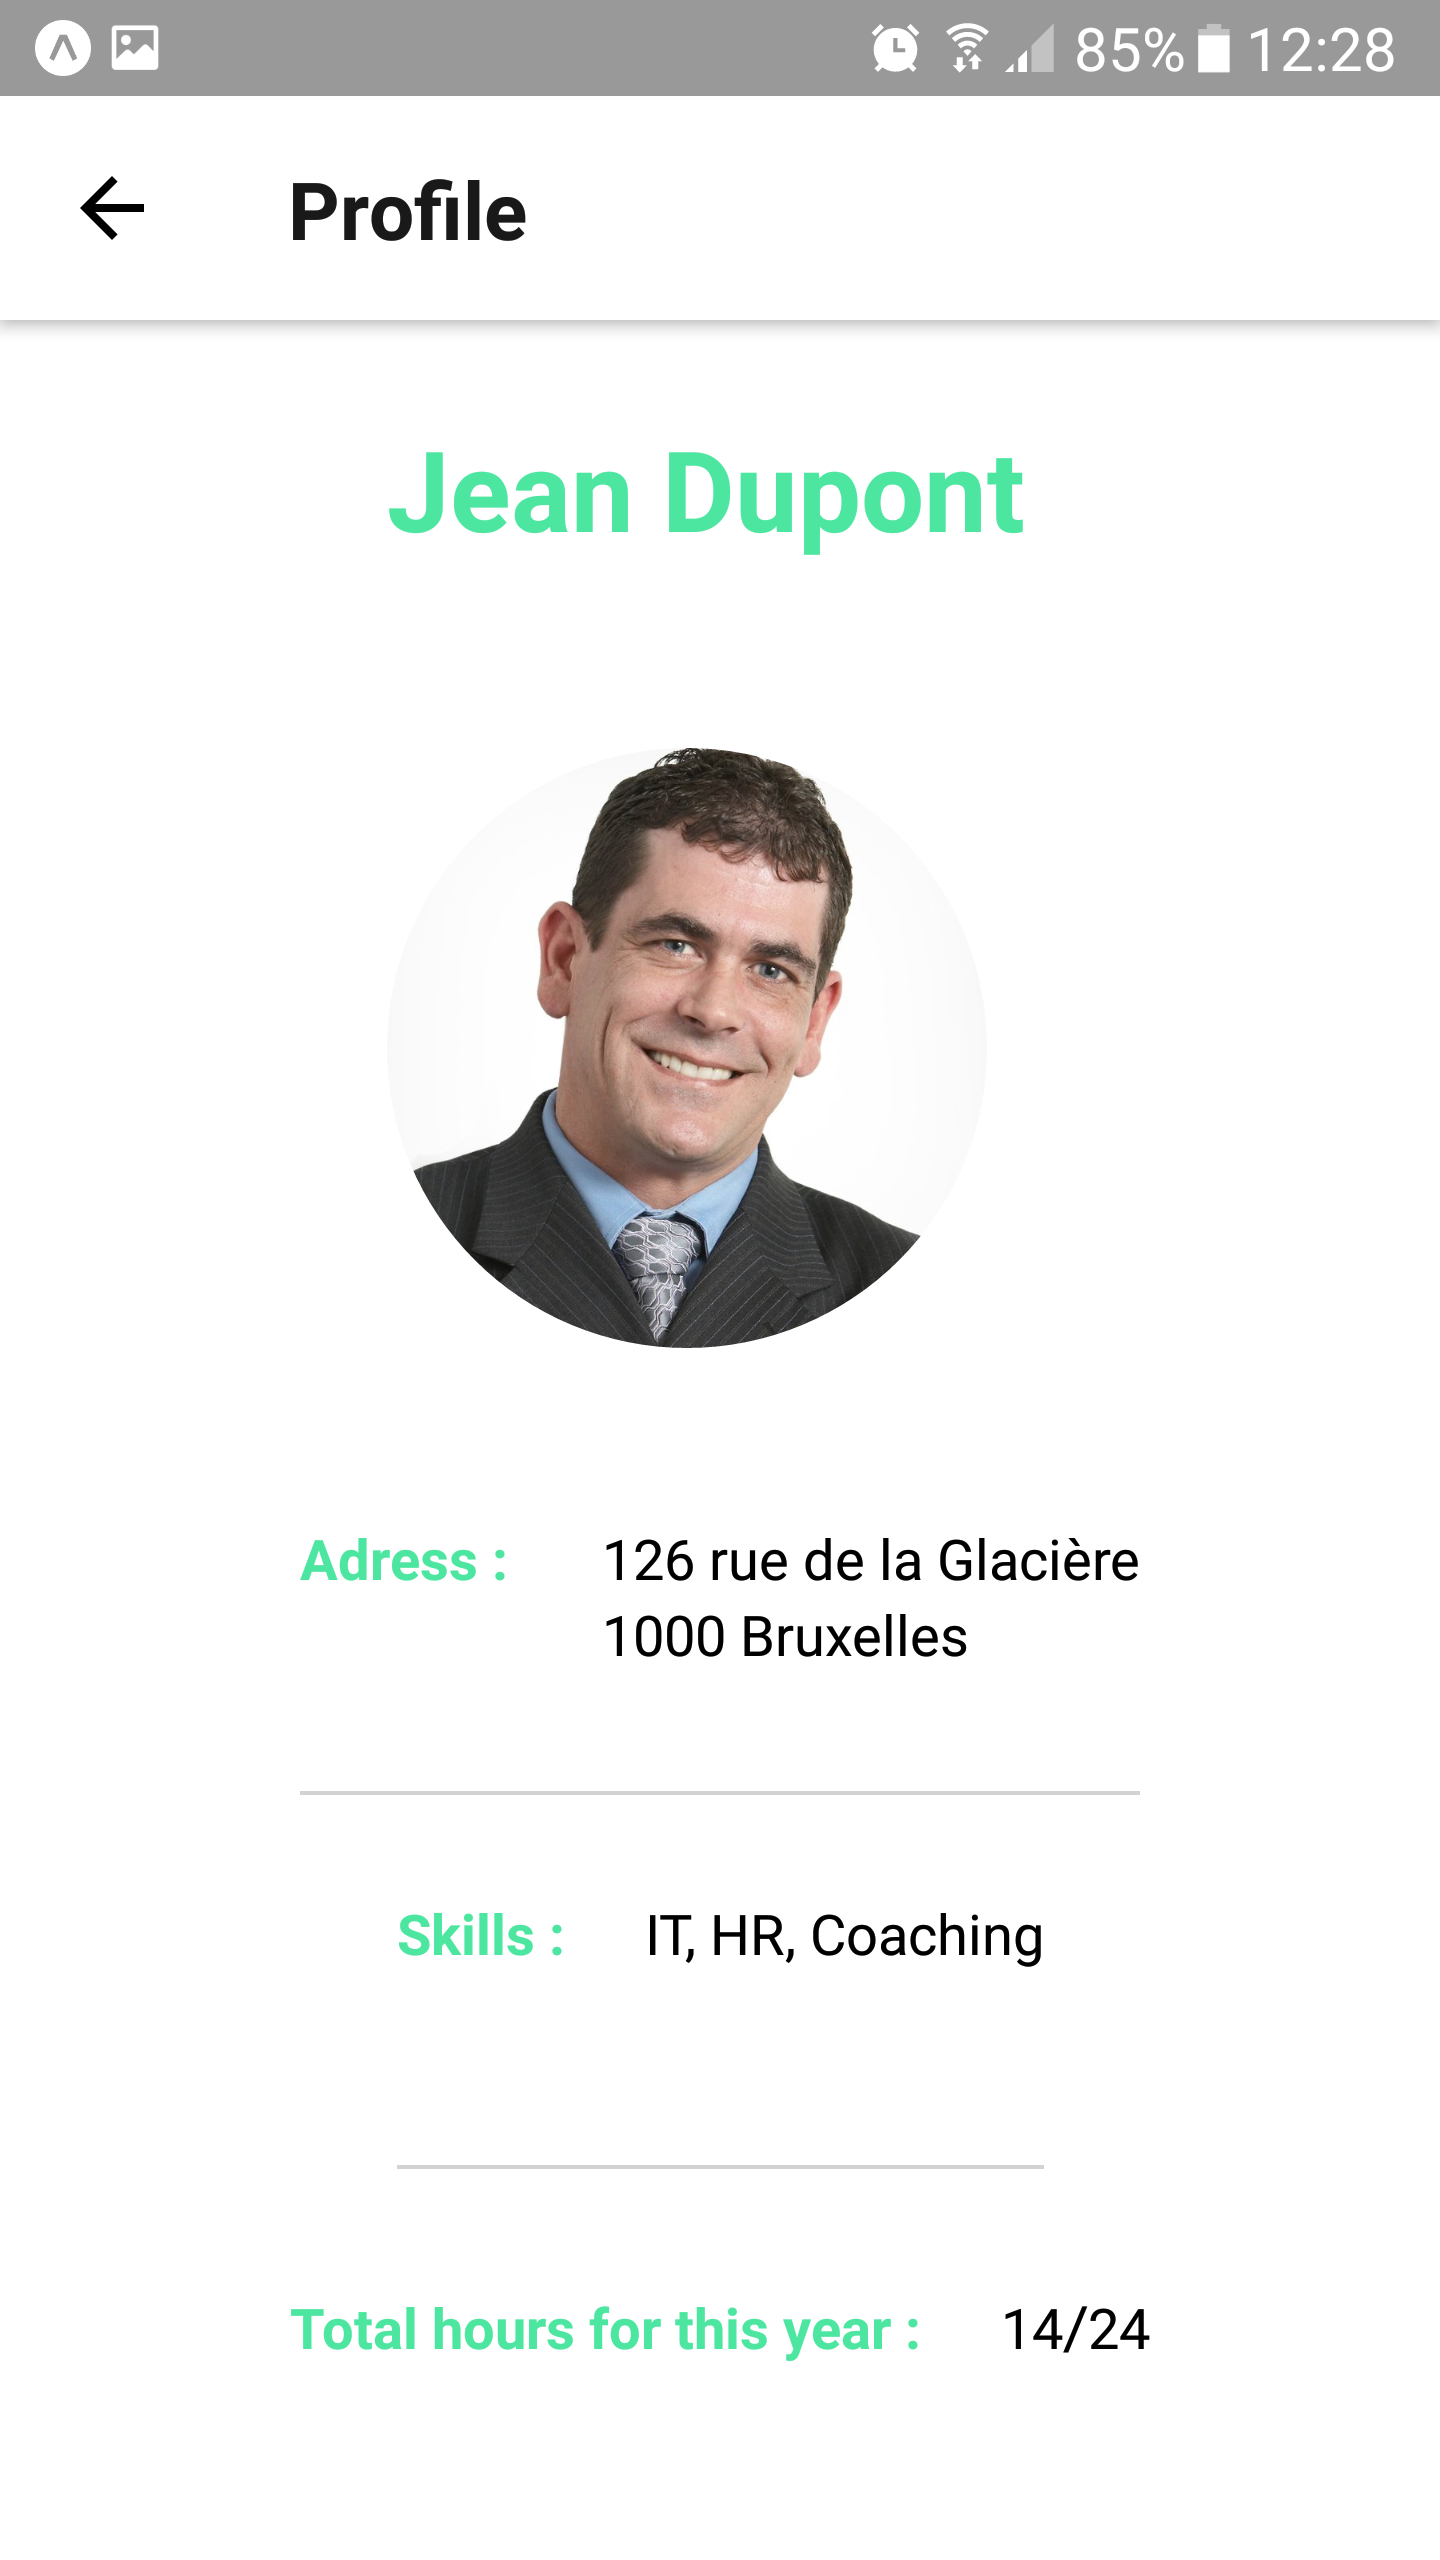 85% 12:28
Profile
Jean Dupont
Adress : 126 rue de la Glacière
1000 Bruxelles
Skills : IT, HR, Coaching
Total hours for this year : 14/24